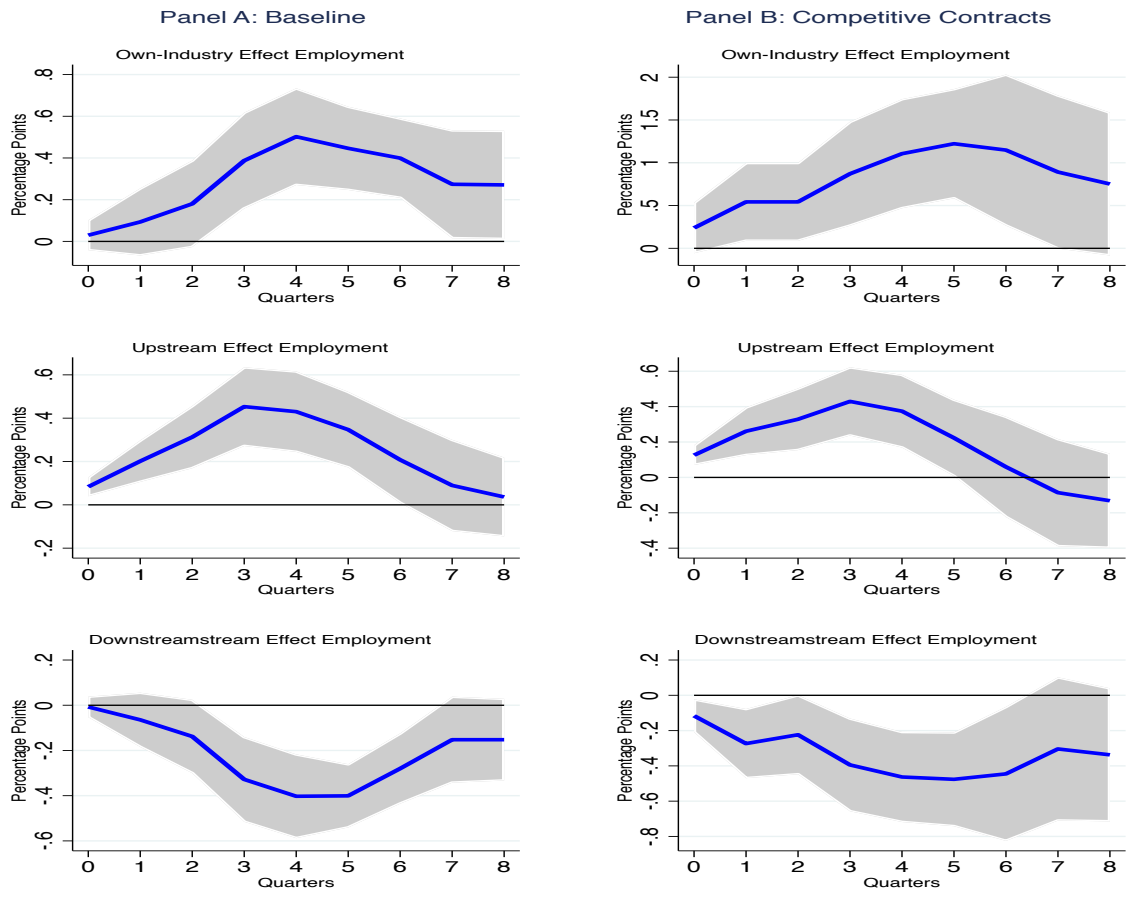 Panel A: Baseline
Own-Industry Effect Employment
Percentage Points
.8
.6
.4
.2
0
0 1 2 3 4 5 6 7 8
Quarters
Upstream Effect Employment
Percentage Points
.6
.4
.2
0
-.2
0 1 2 3 4 5 6 7 8
Quarters
Downstreamstream Effect Employment
Percentage Points
.2
0
-.2
-.4
-.6
0 1 2 3 4 5 6 7 8
Quarters
Panel B: Competitive Contracts
Own-Industry Effect Employment
Percentage Points
2
1.5
1
.5
0
0 1 2 3 4 5 6 7 8
Quarters
Upstream Effect Employment
Percentage Points
.6
.4
.2
0
-.2
-.4
0 1 2 3 4 5 6 7 8
Quarters
Downstreamstream Effect Employment
Percentage Points
.2
0
-.2
-.4
-.6
-.8
0 1 2 3 4 5 6 7 8
Quarters